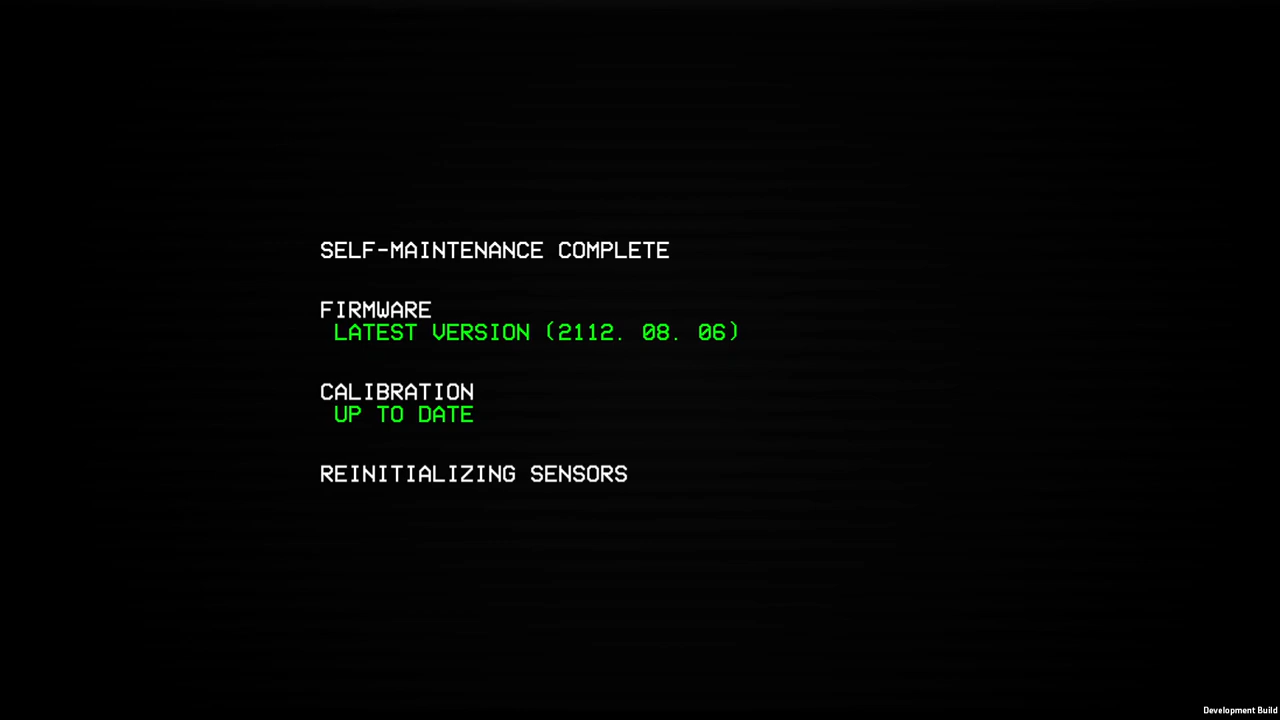 SELF-MAINTENANCE COMPLETE
FIRMWARE
LATEST VERSION (2112. 08. 06)
CALIBRATION
UP TO DATE
REINITIALIZING SENSORS
Development Build